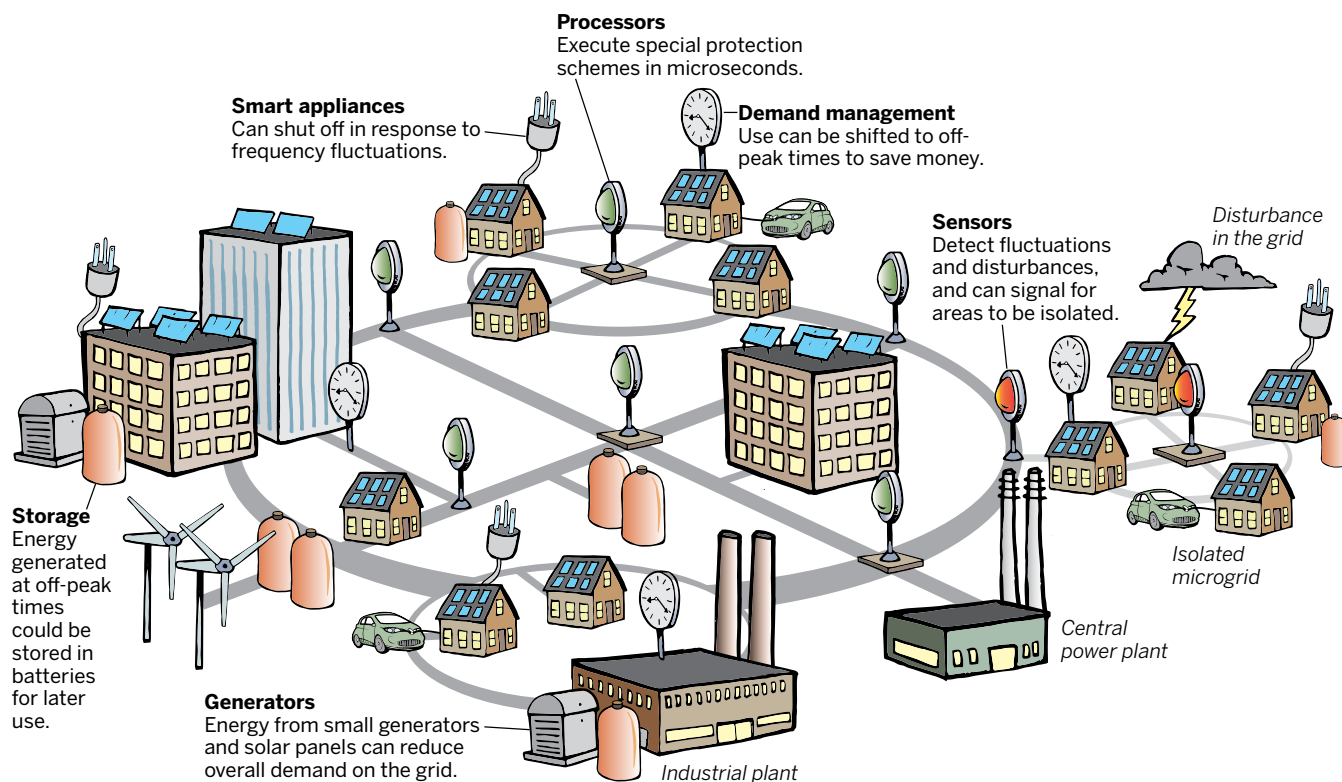 Processors
Execute special protection
schemes in microseconds.
Smart appliances
Can shut off in response to
frequency fluctuations.
Demand management
Use can be shifted to off-
peak times to save money.
Sensors
Detect fluctuations
and disturbances,
and can signal for
areas to be isolated.
Disturbance
in the grid
Storage
Energy
generated
at off-peak
times
could be
stored in
batteries
for later
use.
Isolated
microgrid
Central
power plant
Generators
Energy from small generators
and solar panels can reduce
overall demand on the grid.
Industrial plant